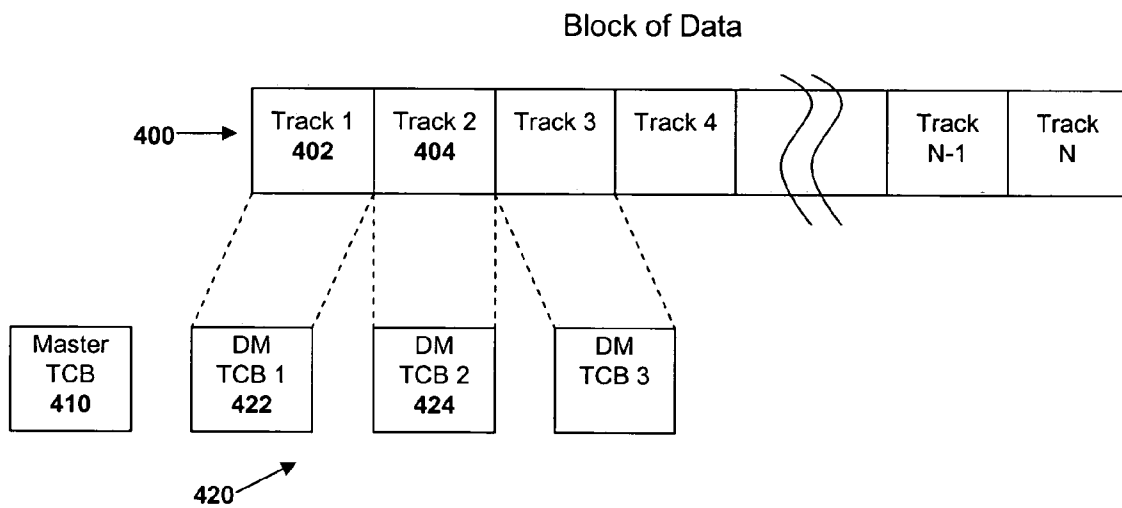 Block of Data
400
Track 1
402
Track 2
404
Track 3
Track 4
Track
N-1
Track
N
Master
TCB
410
DM
TCB 1
422
DM
TCB 2
424
DM
TCB 3
420